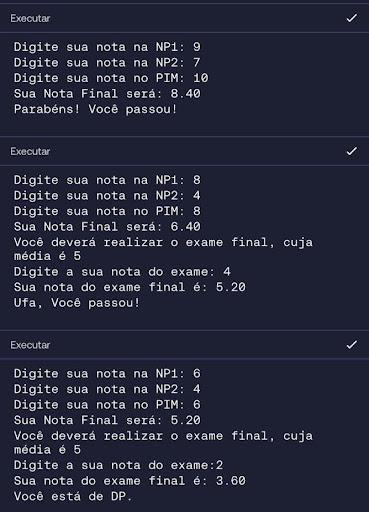 Executar
Digite sua nota na NP1: 9
Digite sua nota na NP2: 7
Digite sua nota no PIM: 10
Sua Nota Final será: 8.40
Parabéns! Você passou!
Executar
Digite sua nota na NP1: 8
Digite sua nota na NP2: 4
Digite sua nota no PIM: 8
Sua Nota Final será: 6.40
Você deverá realizar o exame final, cuja
média é 5
Digite a sua nota do exame: 4
Sua nota do exame final é: 5.20
Ufa, Você passou!
Executar
Digite sua nota na NP1: 6
Digite sua nota na NP2: 4
Digite sua nota no PIM: 6
Sua Nota Final será: 5.20
Você deverá realizar o exame final, cuja
média é 5
Digite a sua nota do exame:2
Sua nota do exame final é: 3.60
Você está de DP.